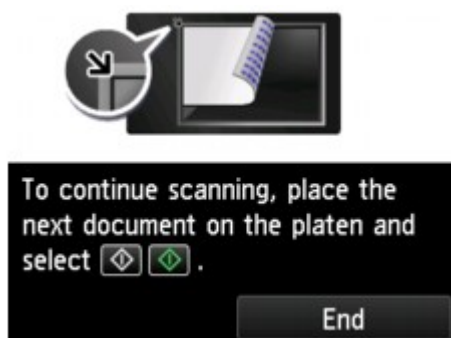 To continue scanning, place the
next document on the platen and
select .
End